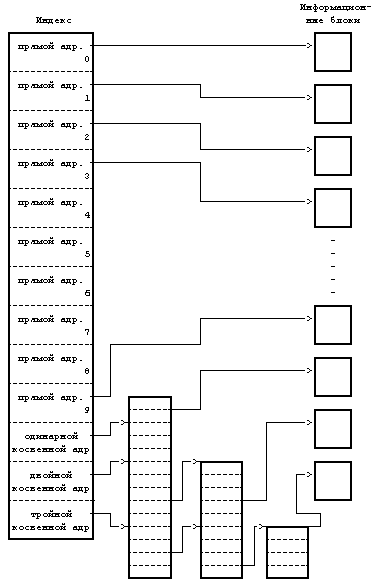 Индекс
Информацион-
ние блоки
прямой адр.
0
прямой адр.
1
прямой адр.
2
прямой адр.
3
прямой адр.
4
прямой адр.
5
прямой адр.
6
прямой адр.
7
прямой адр.
8
прямой адр.
9
одинарной
косвенной адр
двойной
косвенной адр
тройной
косвенной адр